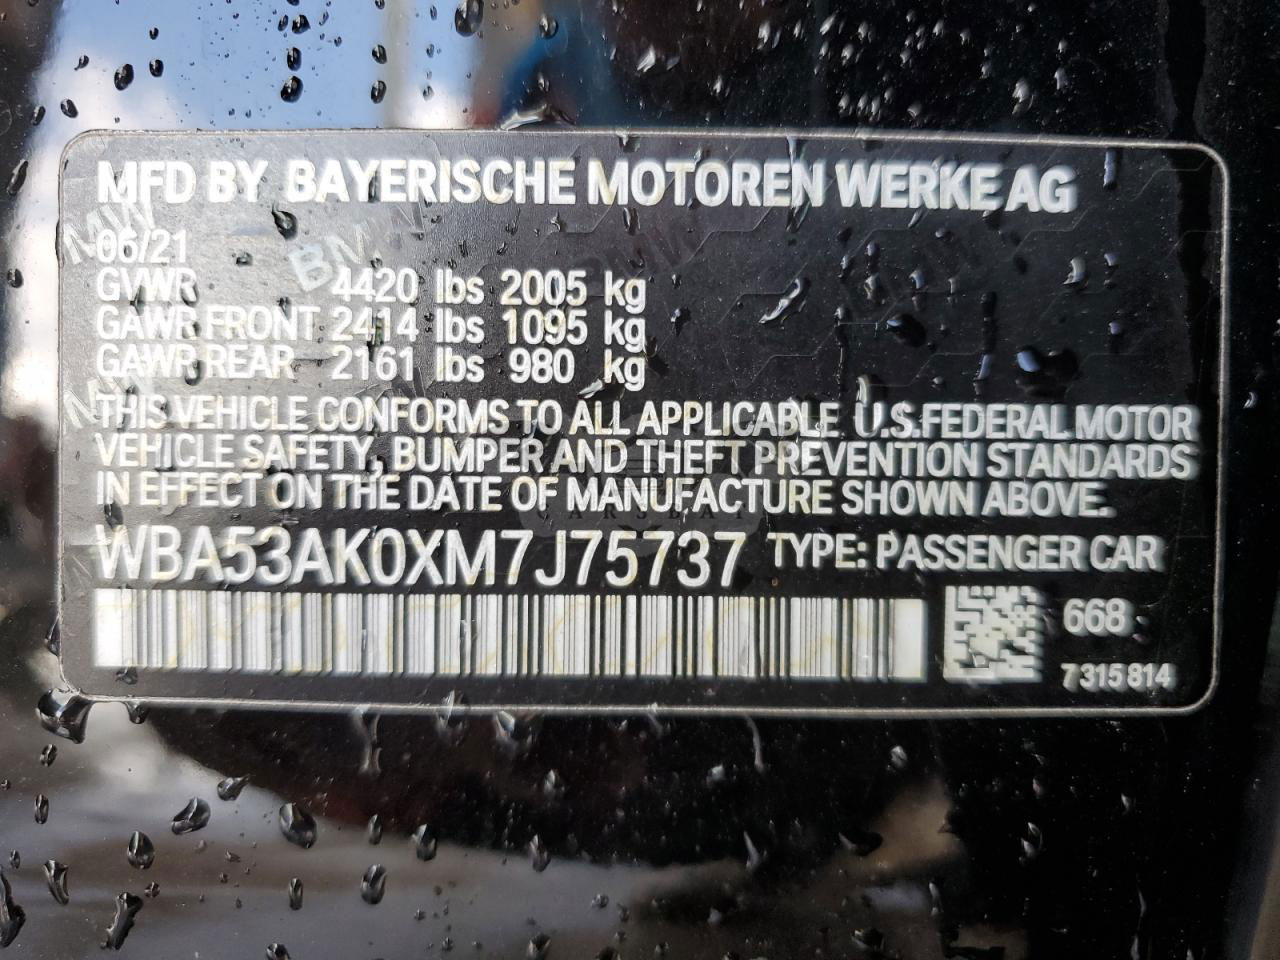 MFD BY BAYERISCHE MOTOREN WERKE AG
06/21
GVWR 4420 lbs 2005 kg
GAWR FRONT 2414 lbs 1095 kg
GAWR REAR 2161 lbs 980 kg
THIS VEHICLE CONFORMS TO ALL APPLICABLE U.S.FEDERAL MOTOR
VEHICLE SAFETY, BUMPER AND THEFT PREVENTION STANDARDS
IN EFFECT ON THE DATE OF MANUFACTURE SHOWN ABOVE.
WBA53AK0XM7J75737 TYPE: PASSENGER CAR
668
7315814